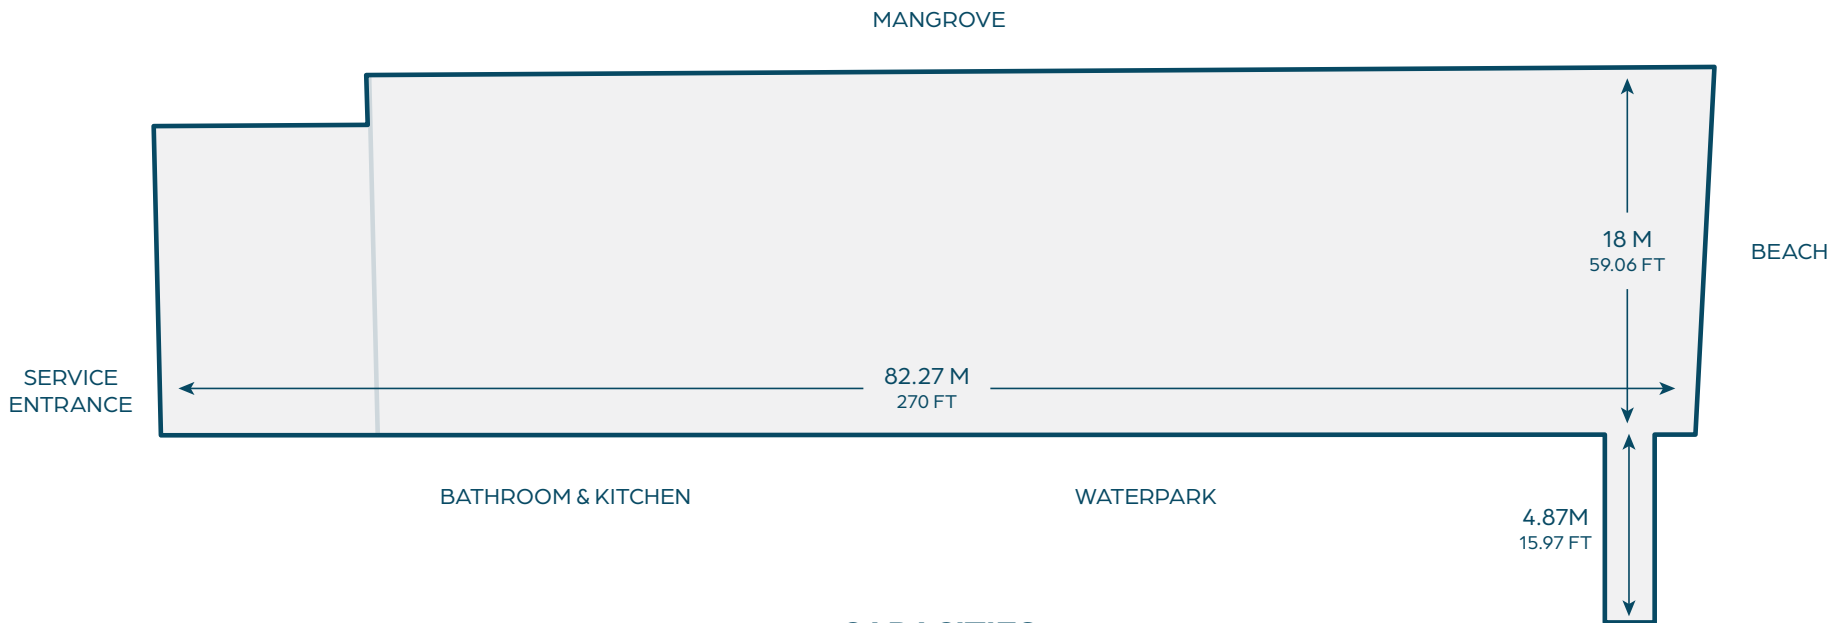 MANGROVE
18 M
59.06 FT
BEACH
SERVICE
ENTRANCE
82.27 M
270 FT
BATHROOM & KITCHEN
WATERPARK
4.87M
15.97 FT